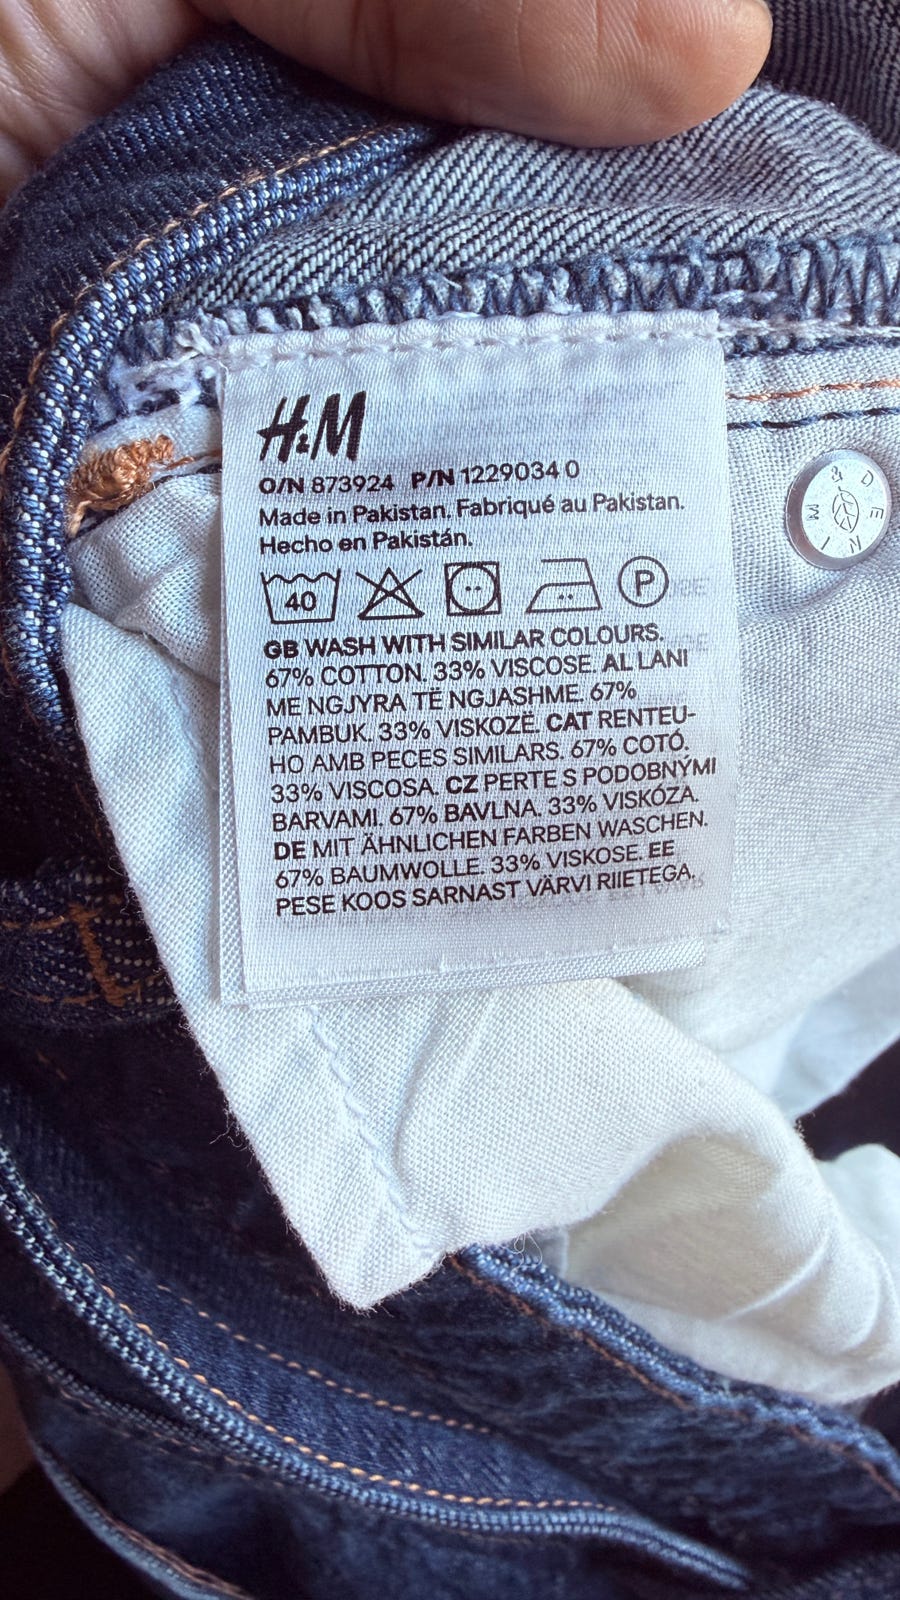 H&M
O/N 873924 P/N 1229034 0
Made in Pakistan. Fabriqué au Pakistan.
Hecho en Pakistán.
40 P
GB WASH WITH SIMILAR COLOURS.
67% COTTON. 33% VISCOSE. AL LANI
ME NGJYRA TË NGJASHME. 67%
PAMBUK. 33% VISKOZË. CAT RENTEU-
HO AMB PECES SIMILARS. 67% COTÓ.
33% VISCOSA. CZ PERTE S PODOBNÝMI
BARVAMI. 67% BAVLNA. 33% VISKÓZA.
DE MIT ÄHNLICHEN FARBEN WASCHEN.
67% BAUMWOLLE. 33% VISKOSE. EE
PESE KOOS SARNAST VÄRVI RIIETEGA.
& DENIM